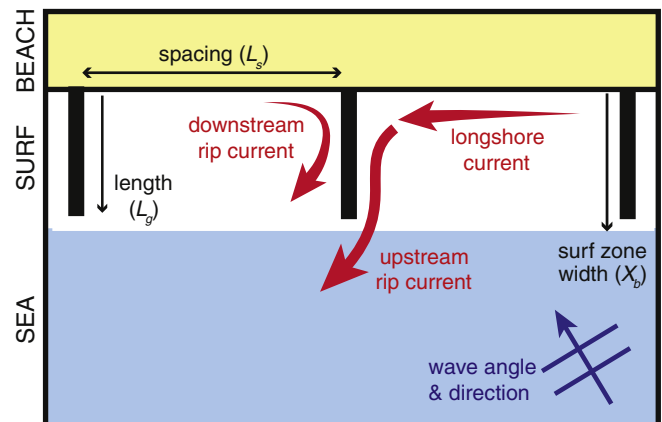 BEACH
SURF
SEA
spacing (Ls)
downstream
rip current
longshore
current
length
(Lg)
upstream
rip current
surf zone
width (Xb)
wave angle
& direction